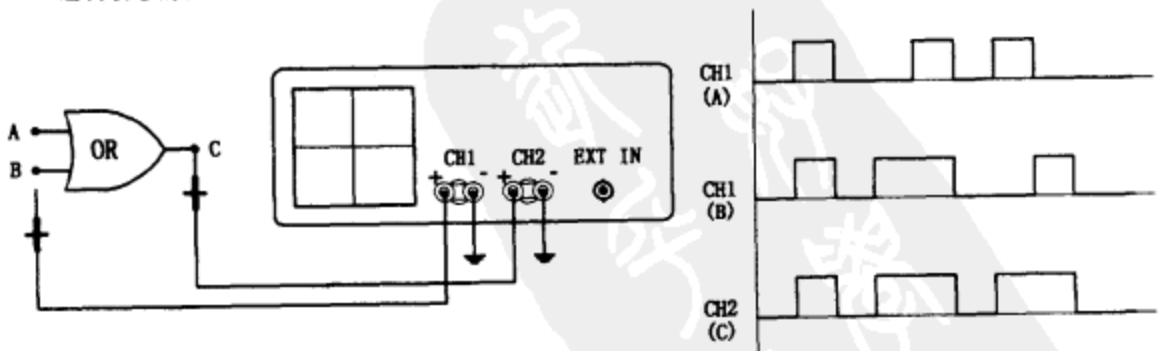 A
B
OR
C
CH1
+
-
CH2
+
-
EXT IN
CH1
(A)
CH1
(B)
CH2
(C)